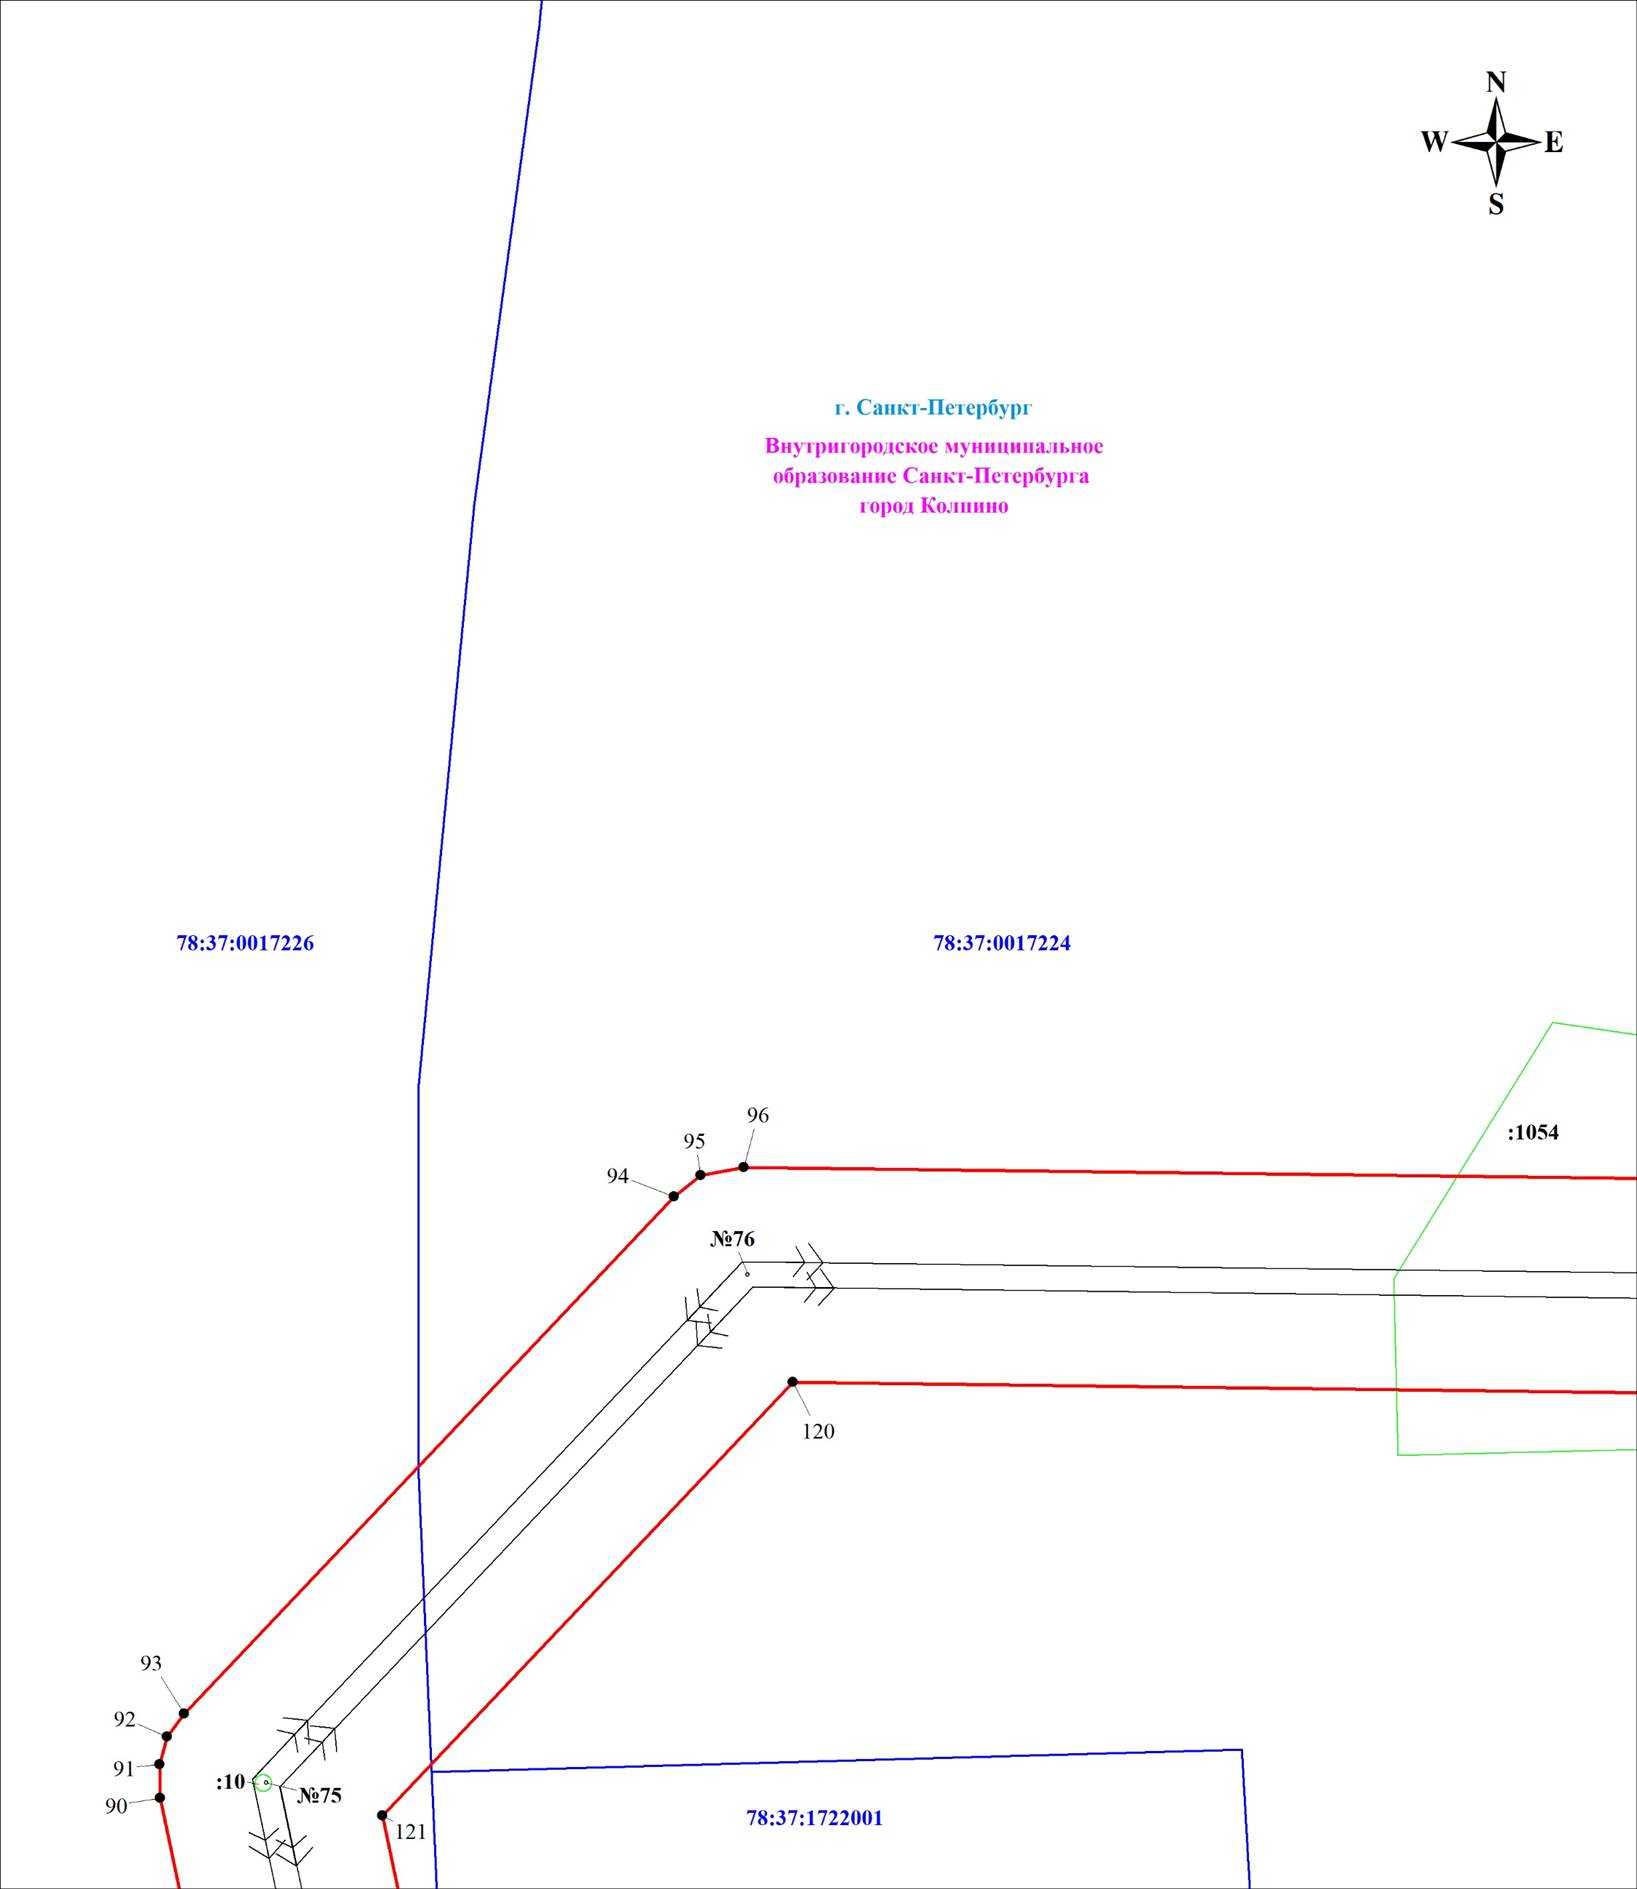 N
W E
S
г. Санкт-Петербург
Внутригородское муниципальное
образование Санкт-Петербурга
город Колпино
78:37:0017226 78:37:0017224
96
:1054
95
94
№76
120
93
92
91
:10
№75
90
78:37:1722001
121